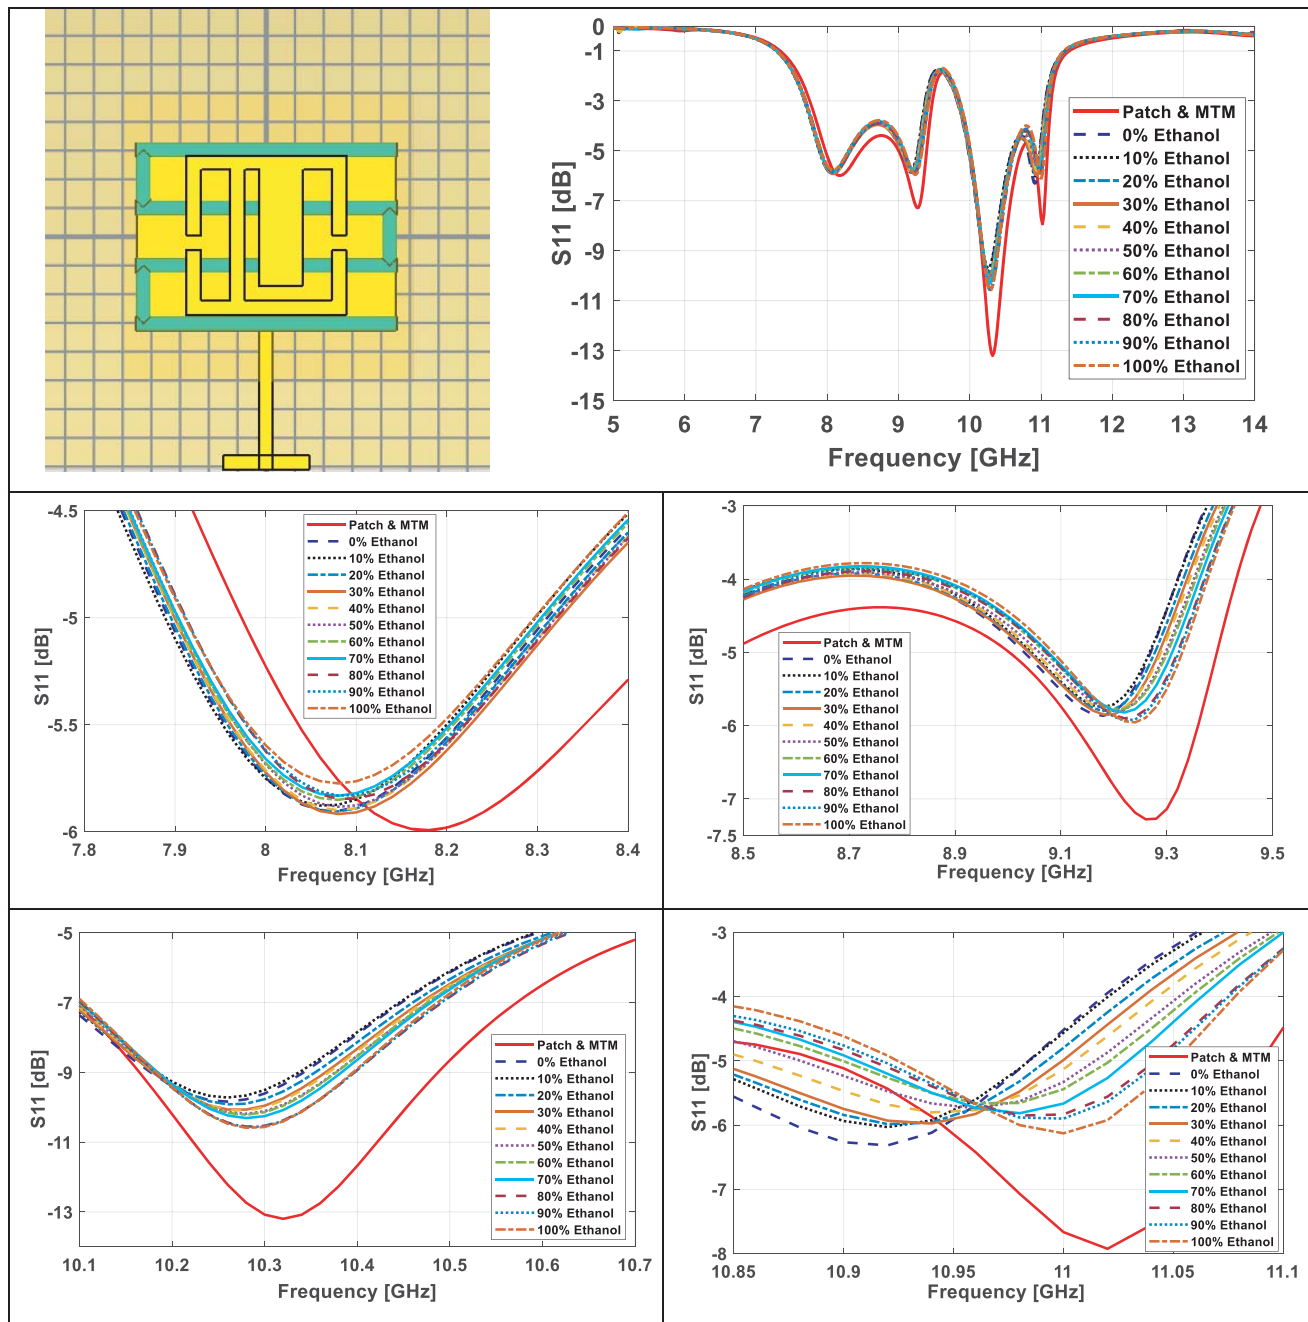 0
-1
-3
-5
-7
-9
-11
-13
-15
S11 [dB]
5 6 7 8 9 10 11 12 13 14
Frequency [GHz]
Patch & MTM
0% Ethanol
10% Ethanol
20% Ethanol
30% Ethanol
40% Ethanol
50% Ethanol
60% Ethanol
70% Ethanol
80% Ethanol
90% Ethanol
100% Ethanol
-4.5
-5
-5.5
-6
S11 [dB]
7.8 7.9 8 8.1 8.2 8.3 8.4
Frequency [GHz]
Patch & MTM
0% Ethanol
10% Ethanol
20% Ethanol
30% Ethanol
40% Ethanol
50% Ethanol
60% Ethanol
70% Ethanol
80% Ethanol
90% Ethanol
100% Ethanol
-3
-4
-5
-6
-7
-7.5
S11 [dB]
8.5 8.7 8.9 9.1 9.3 9.5
Frequency [GHz]
Patch & MTM
0% Ethanol
10% Ethanol
20% Ethanol
30% Ethanol
40% Ethanol
50% Ethanol
60% Ethanol
70% Ethanol
80% Ethanol
90% Ethanol
100% Ethanol
-5
-7
-9
-11
-13
S11 [dB]
10.1 10.2 10.3 10.4 10.5 10.6 10.7
Frequency [GHz]
Patch & MTM
0% Ethanol
10% Ethanol
20% Ethanol
30% Ethanol
40% Ethanol
50% Ethanol
60% Ethanol
70% Ethanol
80% Ethanol
90% Ethanol
100% Ethanol
-3
-4
-5
-6
-7
-8
S11 [dB]
10.85 10.9 10.95 11 11.05 11.1
Frequency [GHz]
Patch & MTM
0% Ethanol
10% Ethanol
20% Ethanol
30% Ethanol
40% Ethanol
50% Ethanol
60% Ethanol
70% Ethanol
80% Ethanol
90% Ethanol
100% Ethanol